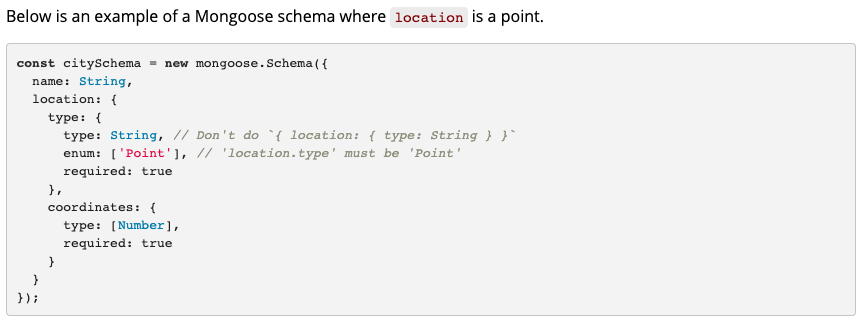 Below is an example of a Mongoose schema where location is a point.
const citySchema = new mongoose.Schema({
  name: String,
  location: {
    type: {
      type: String, // Don't do `{ location: { type: String } }`
      enum: ['Point'], // 'location.type' must be 'Point'
      required: true
    },
    coordinates: {
      type: [Number],
      required: true
    }
  }
});